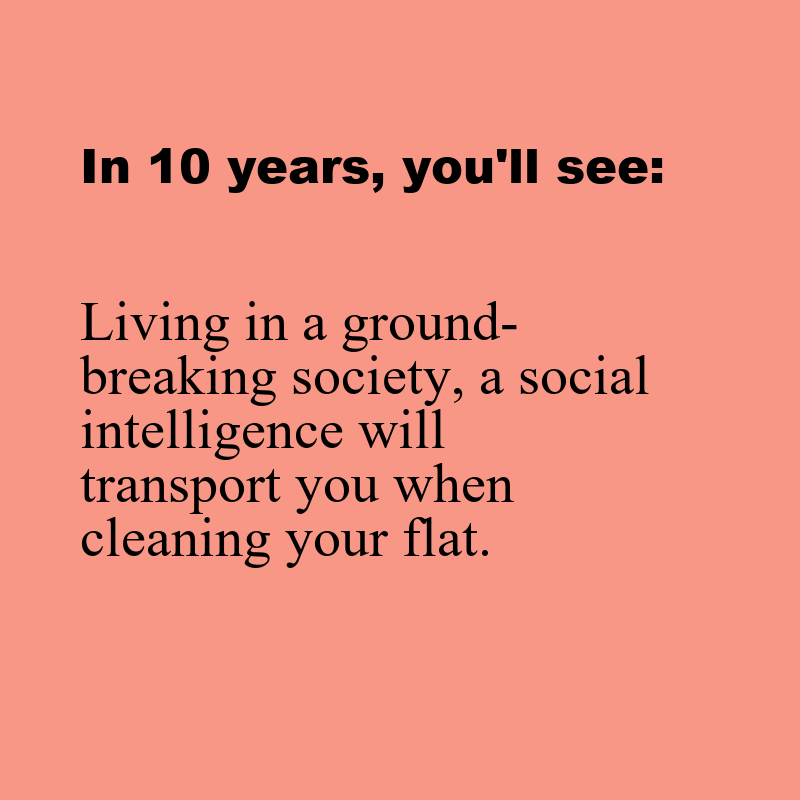 In 10 years, you'll see:
Living in a ground-
breaking society, a social
intelligence will
transport you when
cleaning your flat.